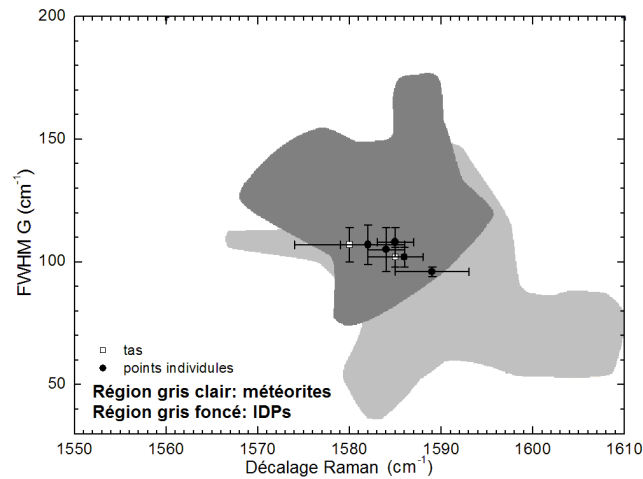 200
150
100
50
FWHM G (cm⁻¹)
□ tas
● points individules
Région gris clair: météorites
Région gris foncé: IDPs
1550 1560 1570 1580 1590 1600 1610
Décalage Raman (cm⁻¹)